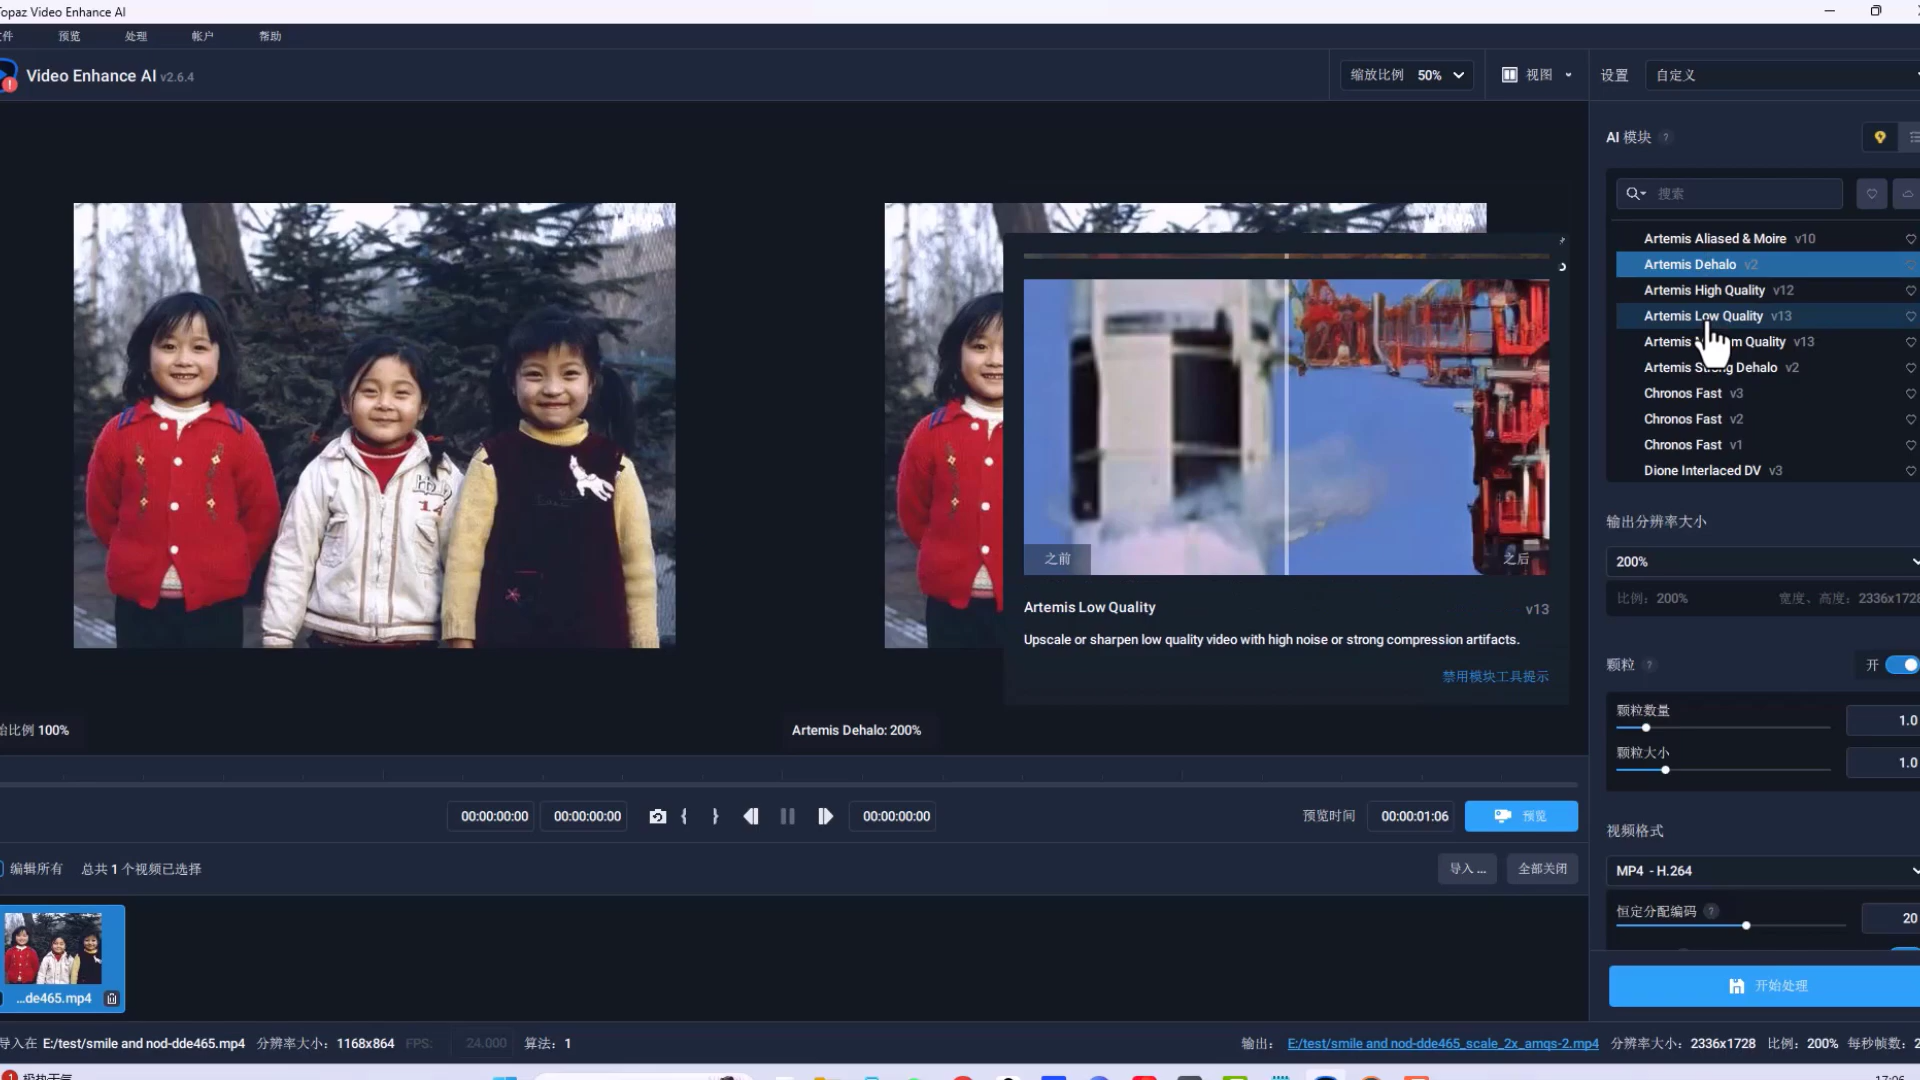 opaz Video Enhance AI
件 预览 处理 帐户 帮助
Video Enhance AI v2.6.4
缩放比例 50% 视图 设置 自定义
AI 模块 ?
搜索
Artemis Aliased & Moire v10
Artemis Dehalo v2
Artemis High Quality v12
Artemis Low Quality v13
Artemis m Quality v13
Artemis Strong Dehalo v2
Chronos Fast v3
Chronos Fast v2
Chronos Fast v1
Dione Interlaced DV v3
之前 之后
Artemis Low Quality v13
Upscale or sharpen low quality video with high noise or strong compression artifacts.
禁用模块工具提示
输出分辨率大小
200%
比例: 200% 宽度、高度: 2336x1728
颗粒 ? 开
颗粒数量 1.0
颗粒大小 1.0
始比例 100% Artemis Dehalo: 200%
00:00:00:00 00:00:00:00 { } 00:00:00:00 预览时间 00:00:01:06 预览
视频格式
MP4 - H.264
恒定分配编码 ? 20
编辑所有 总共 1 个视频已选择 导入 ... 全部关闭
...de465.mp4
开始处理
导入在 E:/test/smile and nod-dde465.mp4 分辨率大小: 1168x864 FPS: 24.000 算法: 1 输出: E:/test/smile and nod-dde465_scale_2x_amqs-2.mp4 分辨率大小: 2336x1728 比例: 200% 每秒帧数: 2